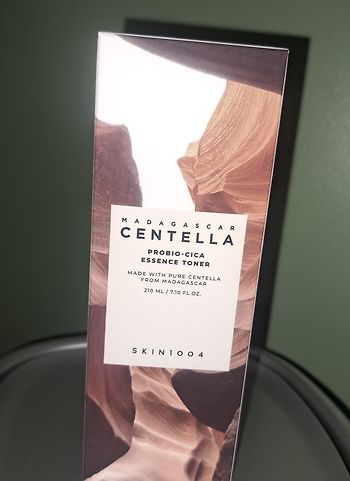 MADAGASCAR
CENTELLA
PROBIO-CICA
ESSENCE TONER
MADE WITH PURE CENTELLA
FROM MADAGASCAR
210 ML / 7.10 FL.OZ.
SKIN1004